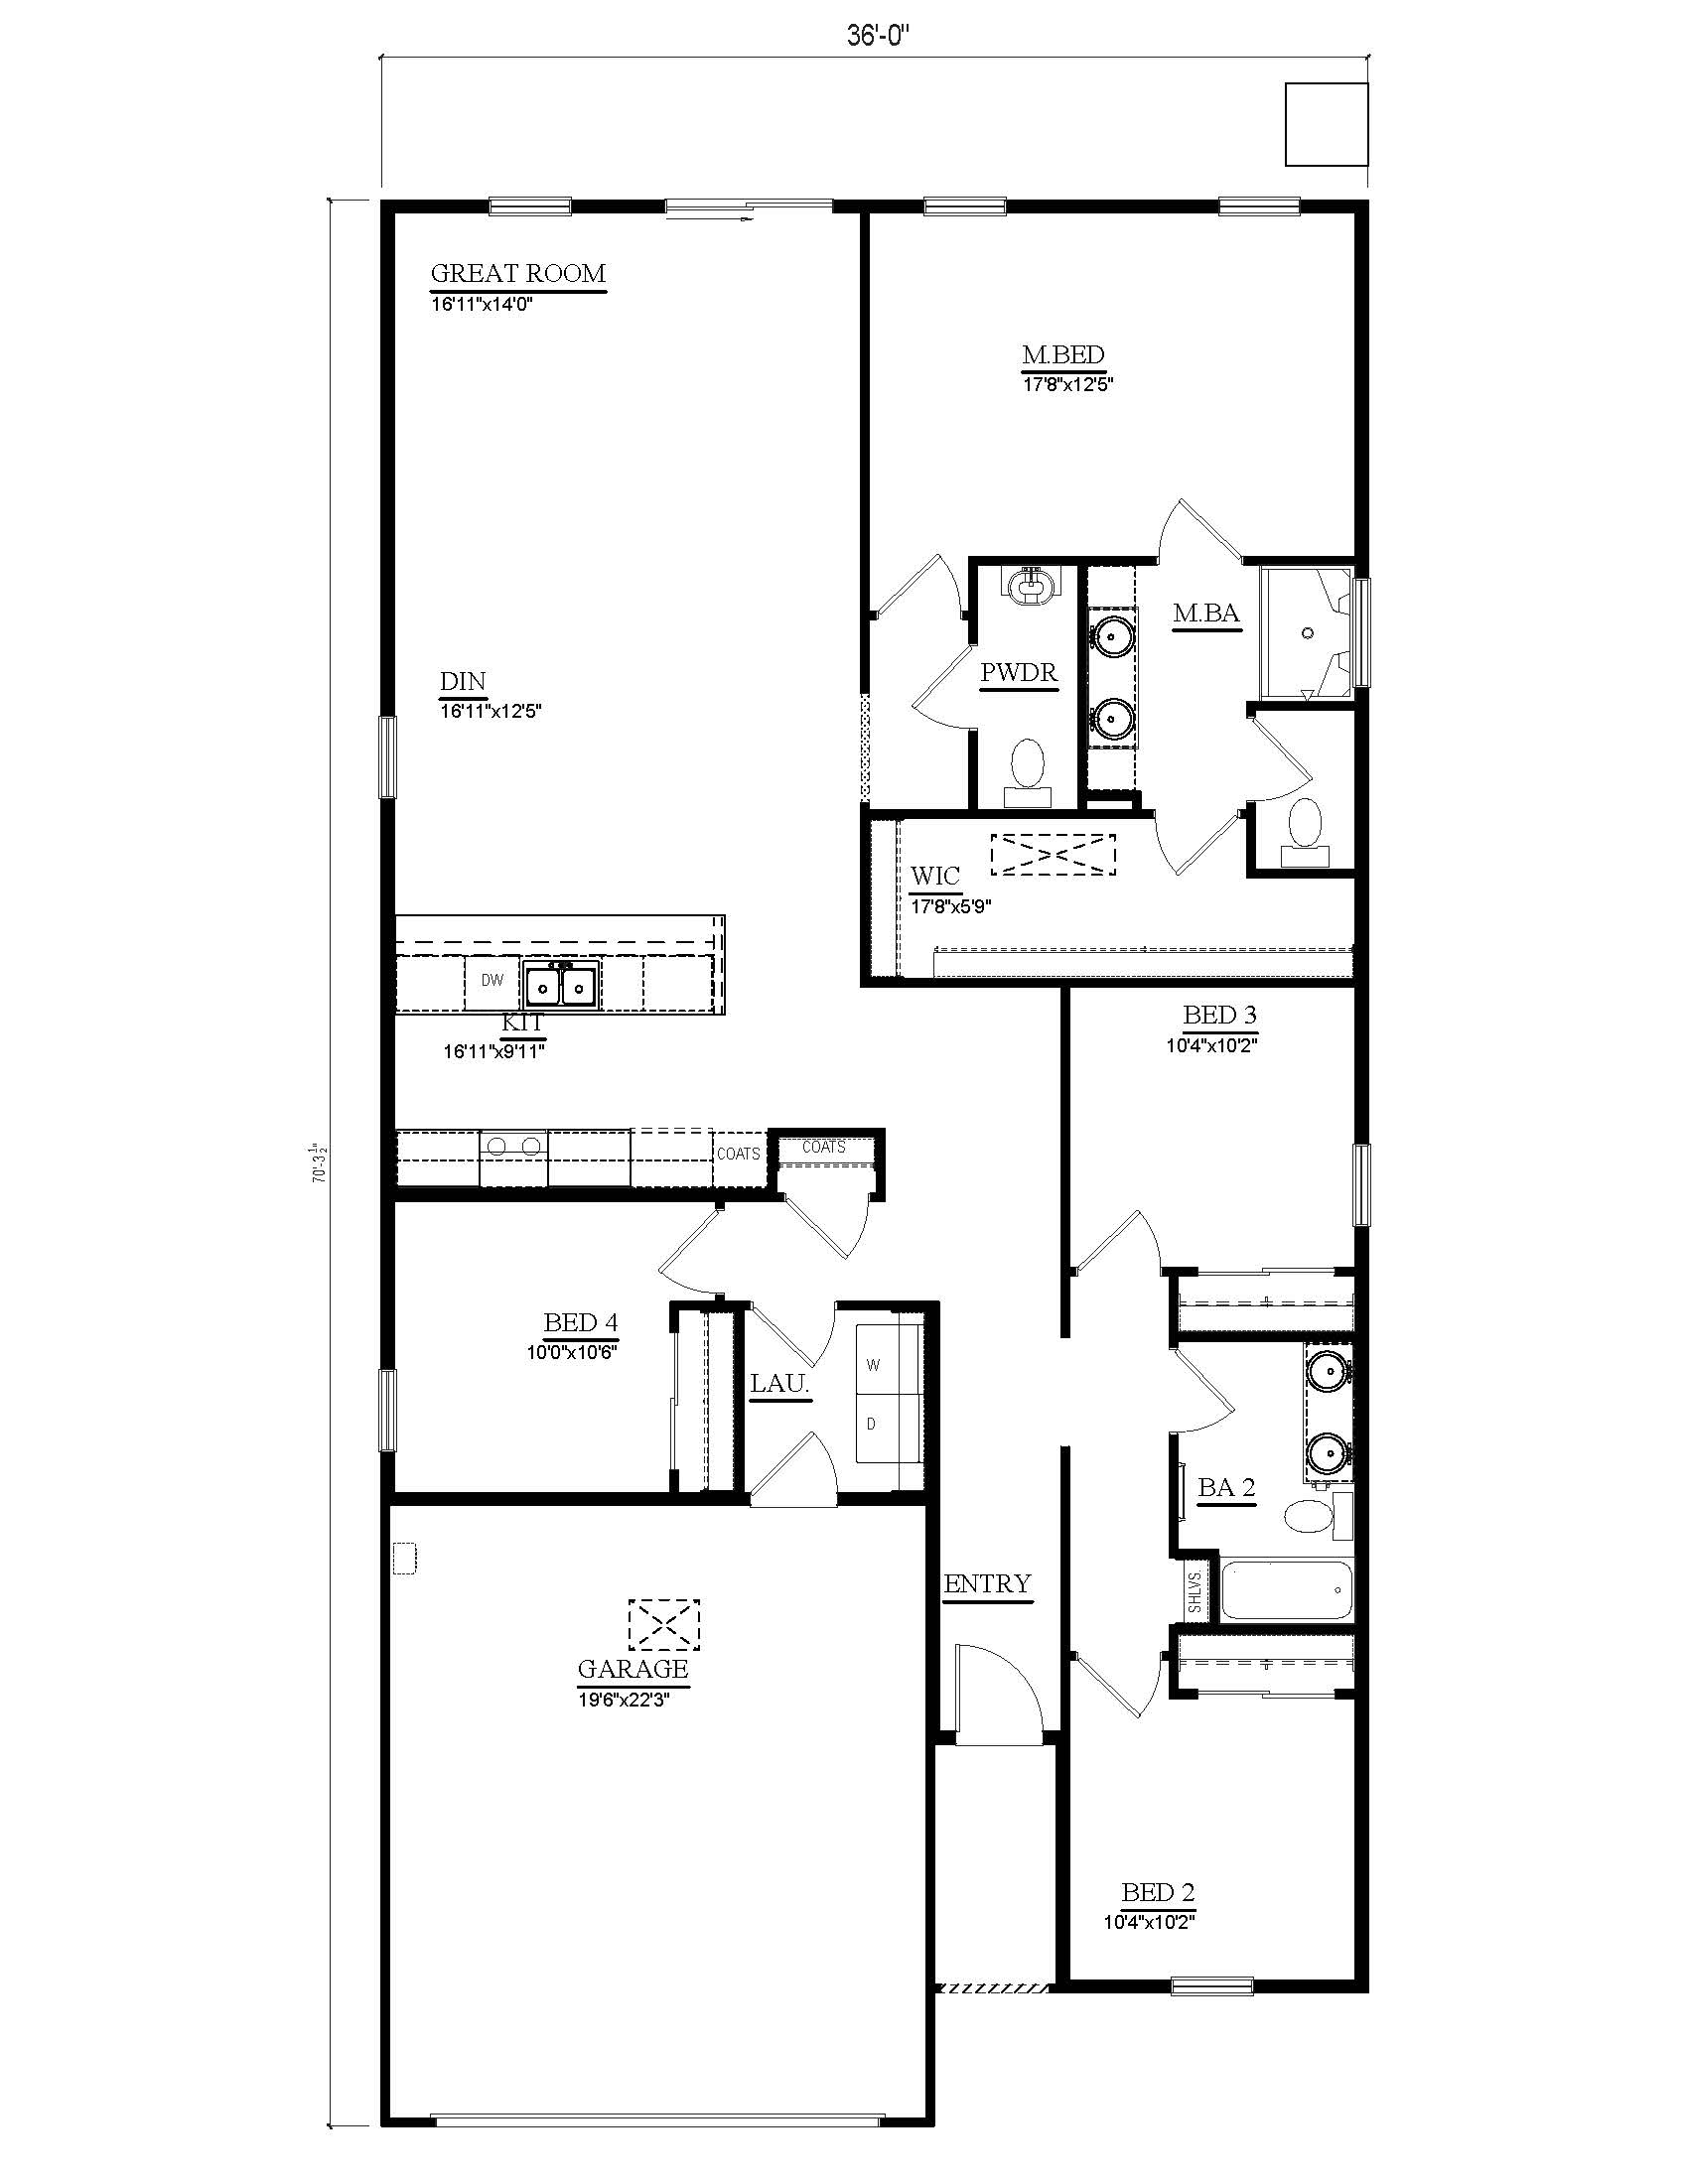 36'-0"
GREAT ROOM
16'11"x14'0"
M.BED
17'8"x12'5"
M.BA
PWDR
DIN
16'11"x12'5"
WIC
17'8"x5'9"
DW
KIT
16'11"x9'11"
BED 3
10'4"x10'2"
COATS
COATS
70'-3 1/2"
BED 4
10'0"x10'6"
W
LAU.
D
BA 2
ENTRY
SHLVS.
GARAGE
19'6"x22'3"
BED 2
10'4"x10'2"